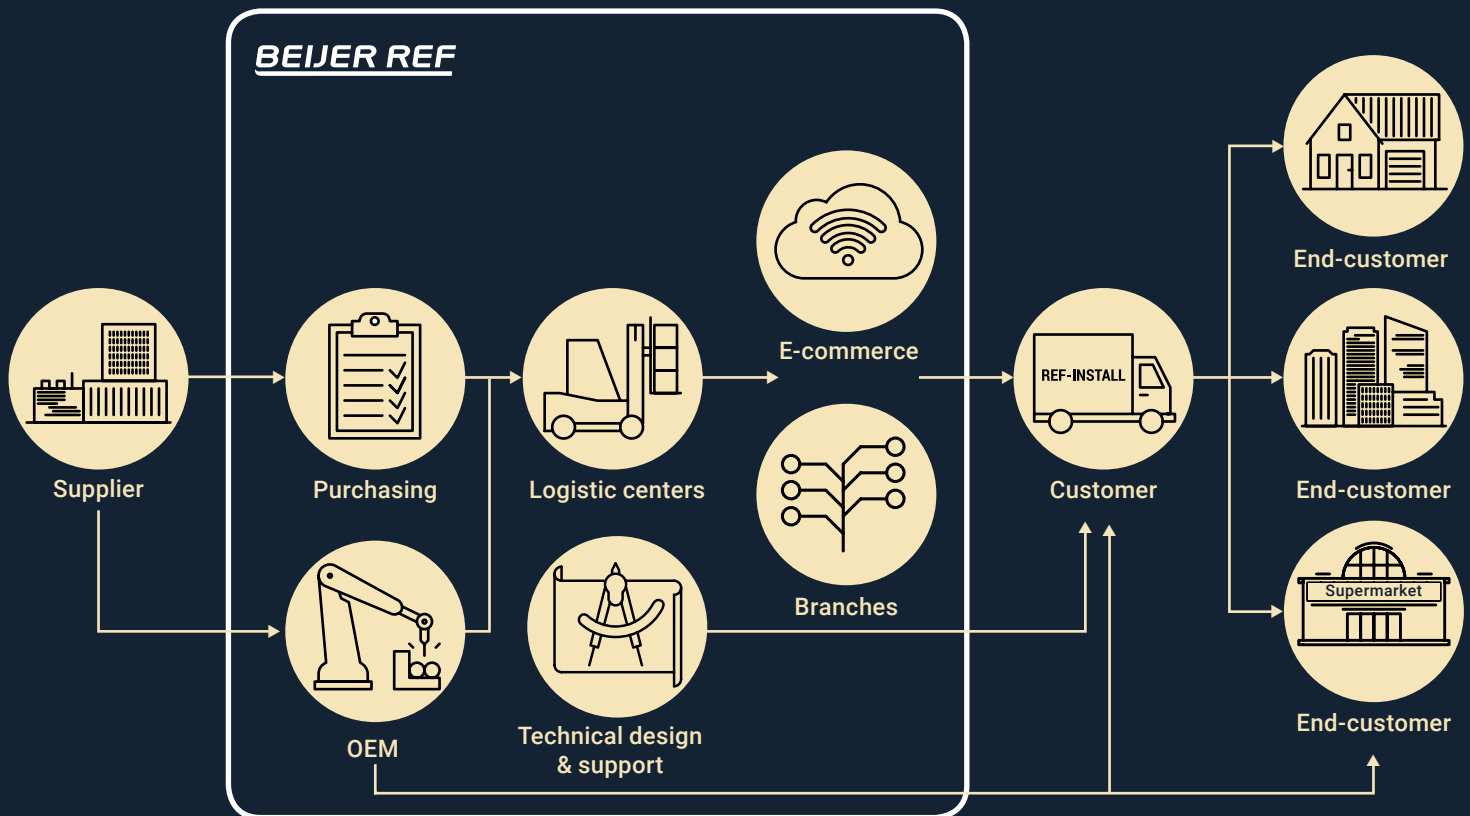 BEIJER REF
End-customer
E-commerce
REF-INSTALL
Supplier
Purchasing
Logistic centers
Customer
End-customer
Supermarket
Branches
OEM
Technical design
& support
End-customer